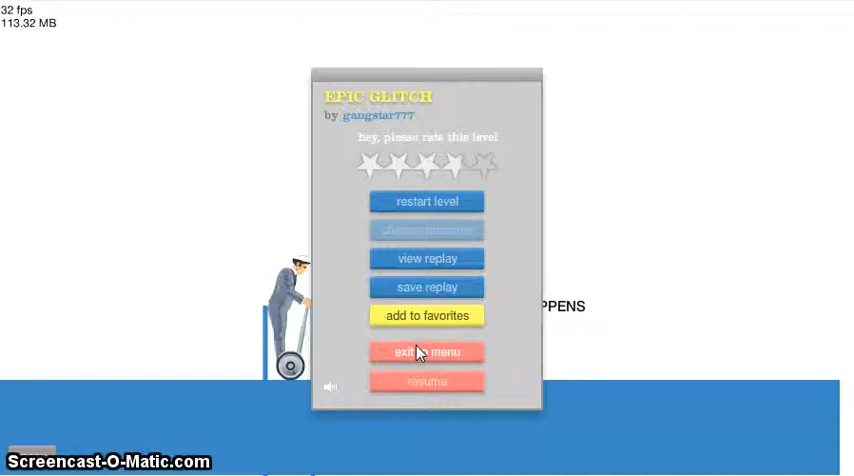 32 fps
113.32 MB
EPIC GLITCH
by gangstar777
hey, please rate this level
restart level
view replay
save replay
add to favorites
PPENS
exit menu
resume
Screencast-O-Matic.com